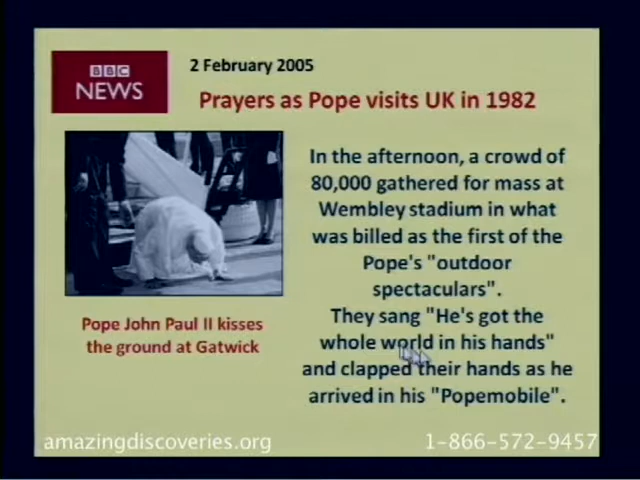 BBC
NEWS
2 February 2005
Prayers as Pope visits UK in 1982
In the afternoon, a crowd of
80,000 gathered for mass at
Wembley stadium in what
was billed as the first of the
Pope's "outdoor
spectaculars".
They sang "He's got the
whole world in his hands"
and clapped their hands as he
arrived in his "Popemobile".
Pope John Paul II kisses
the ground at Gatwick
amazingdiscoveries.org
1-866-572-9457